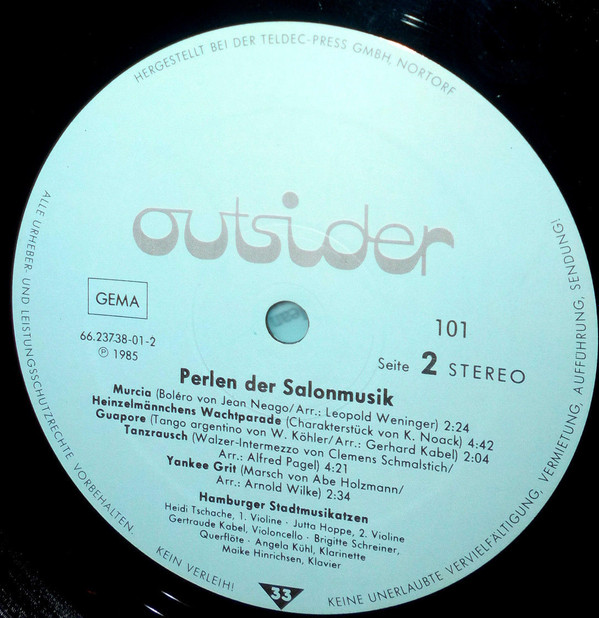 HERGESTELLT BEI DER TELDEC-PRESS GMBH, NORTORF
outsider
GEMA
66.23738-01-2
Ⓟ 1985
101
Seite 2 STEREO
Perlen der Salonmusik
Murcia (Boléro von Jean Neago/Arr.: Leopold Weninger) 2:24
Heinzelmännchens Wachtparade (Charakterstück von K. Noack) 4:42
Guapore (Tango argentino von W. Köhler/Arr.: Gerhard Kabel) 2:04
Tanzrausch (Walzer-Intermezzo von Clemens Schmalstich/
Arr.: Alfred Pagel) 4:21
Yankee Grit (Marsch von Abe Holzmann/
Arr.: Arnold Wilke) 2:34
Hamburger Stadtmusikatzen
Heidi Tschache, 1. Violine · Jutta Hoppe, 2. Violine
Gertraude Kabel, Violoncello · Brigitte Schreiner,
Querflöte · Angela Kühl, Klarinette
Maike Hinrichsen, Klavier
33
ALLE URHEBER- UND LEISTUNGSSCHUTZRECHTE VORBEHALTEN.
KEIN VERLEIH!
KEINE UNERLAUBTE VERVIELFÄLTIGUNG, VERMIETUNG, AUFFÜHRUNG, SENDUNG!